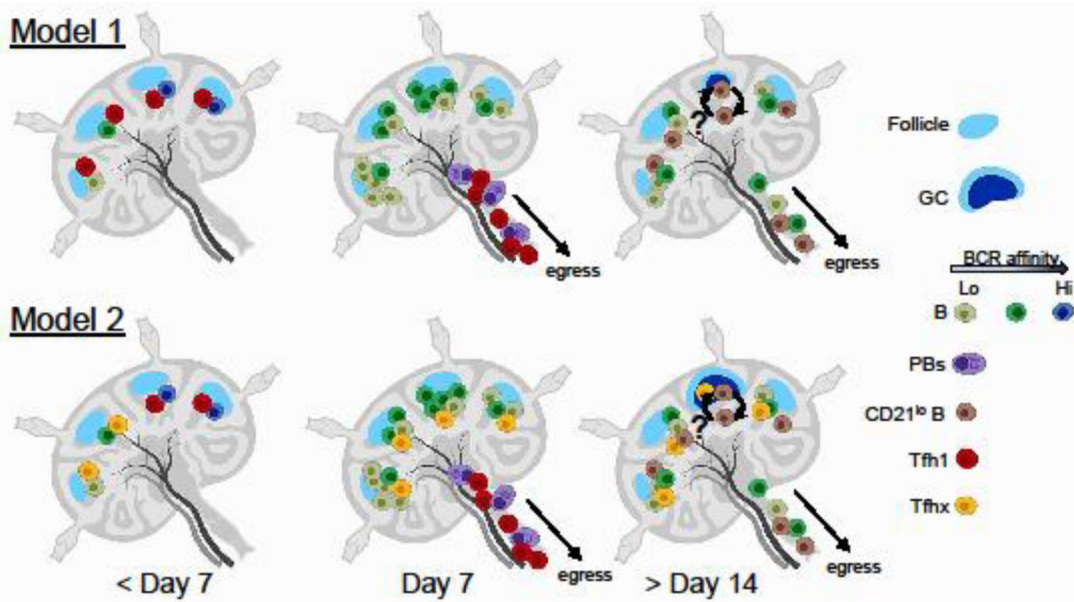 Model 1
?
egress
egress
Follicle
GC
BCR affinity
Lo Hi
B
PBs
CD21ˡᵒ B
Tfh1
Tfhx
Model 2
?
egress
egress
< Day 7
Day 7
> Day 14